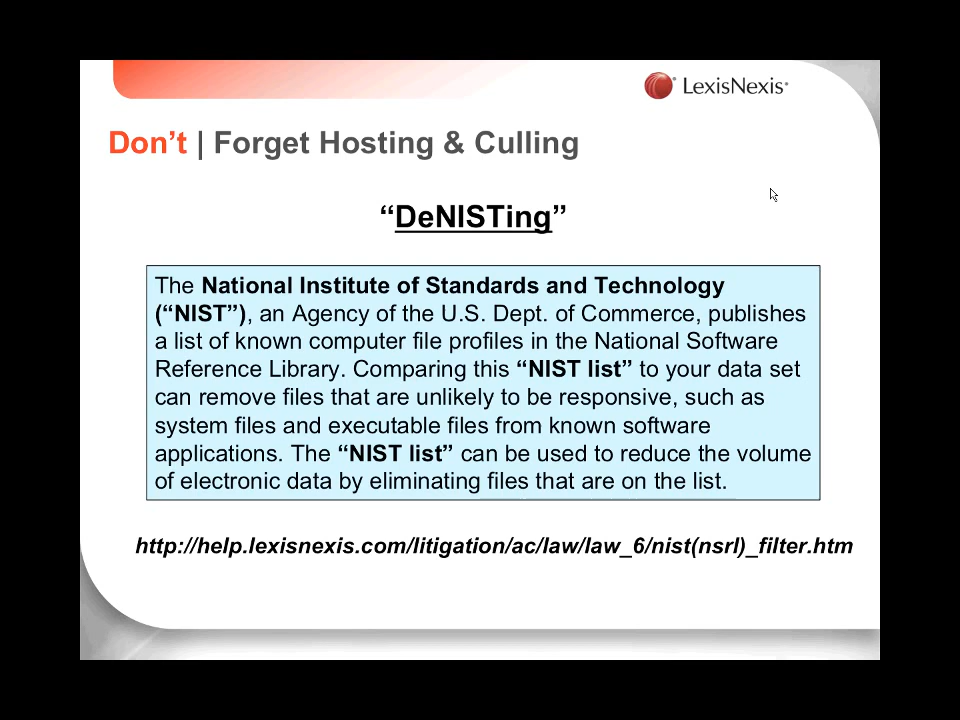 LexisNexis®
Don’t | Forget Hosting & Culling
“DeNISTing”
The National Institute of Standards and Technology
(“NIST”), an Agency of the U.S. Dept. of Commerce, publishes
a list of known computer file profiles in the National Software
Reference Library. Comparing this “NIST list” to your data set
can remove files that are unlikely to be responsive, such as
system files and executable files from known software
applications. The “NIST list” can be used to reduce the volume
of electronic data by eliminating files that are on the list.
http://help.lexisnexis.com/litigation/ac/law/law_6/nist(nsrl)_filter.htm